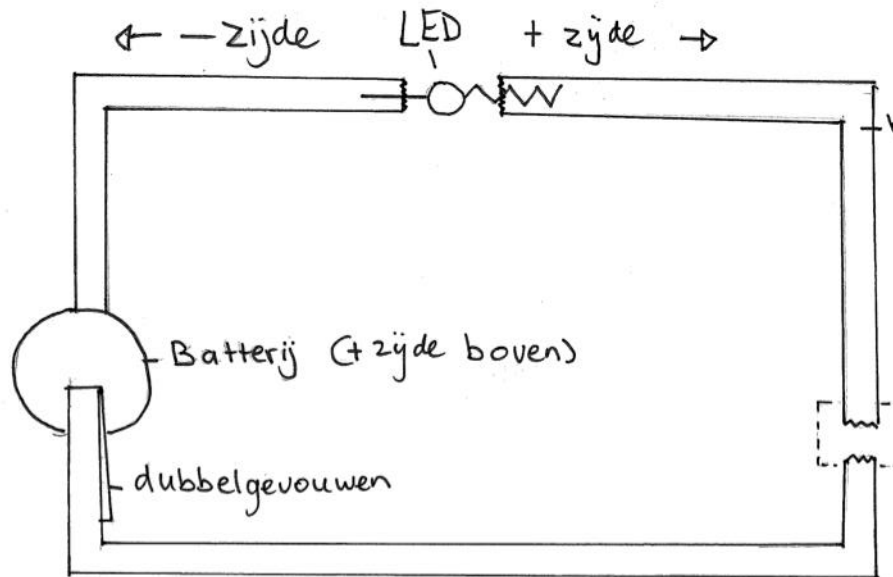 — zijde LED + zijde
Batterij (+ zijde boven)
dubbelgevouwen